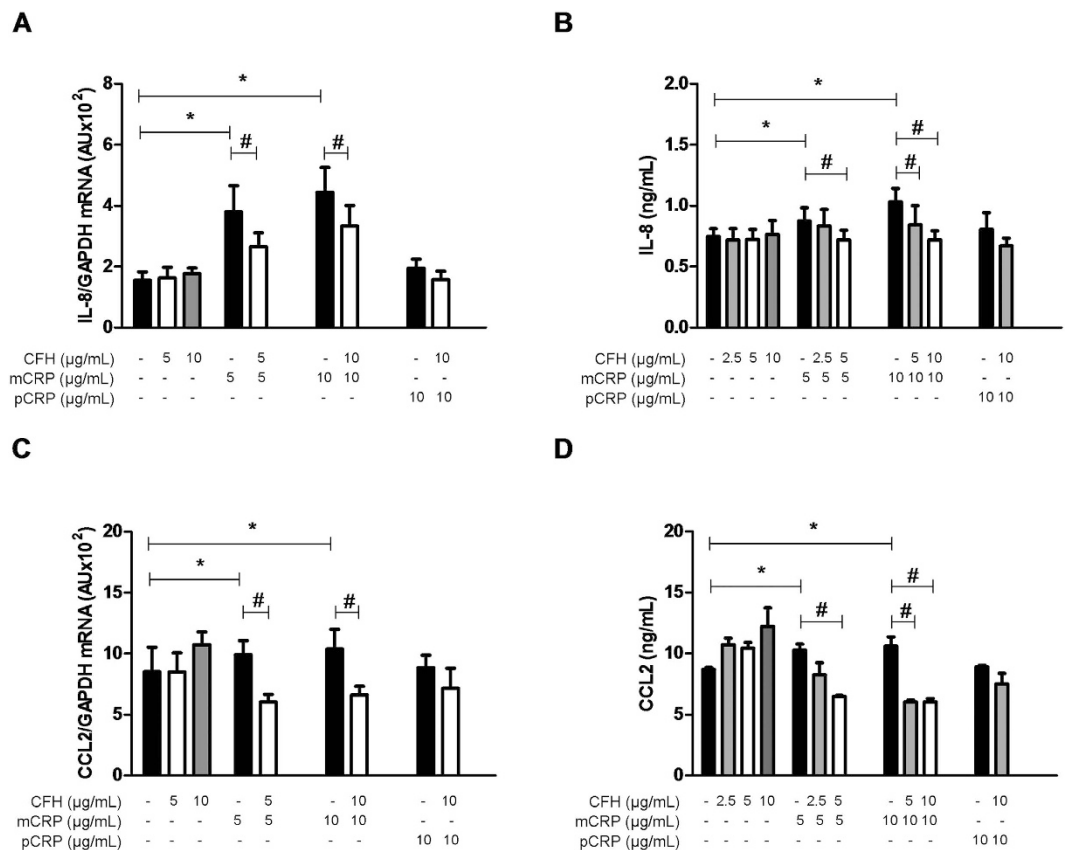 A
IL-8/GAPDH mRNA (AUx10²)
8
6
4
2
0
*
*
#
#
CFH (µg/mL) - 5 10 - 5 - 10 - 10
mCRP (µg/mL) - - - 5 5 10 10 - -
pCRP (µg/mL) - - - - - - - 10 10
B
IL-8 (ng/mL)
2.0
1.5
1.0
0.5
0.0
*
*
#
#
#
CFH (µg/mL) - 2.5 5 10 - 2.5 5 - 5 10 - 10
mCRP (µg/mL) - - - - 5 5 5 10 10 10 - -
pCRP (µg/mL) - - - - - - - - - - 10 10
C
CCL2/GAPDH mRNA (AUx10²)
20
15
10
5
0
*
*
#
#
CFH (µg/mL) - 5 10 - 5 - 10 - 10
mCRP (µg/mL) - - - 5 5 10 10 - -
pCRP (µg/mL) - - - - - - - 10 10
D
CCL2 (ng/mL)
20
15
10
5
0
*
*
#
#
#
CFH (µg/mL) - 2.5 5 10 - 2.5 5 - 5 10 - 10
mCRP (µg/mL) - - - - 5 5 5 10 10 10 - -
pCRP (µg/mL) - - - - - - - - - - 10 10